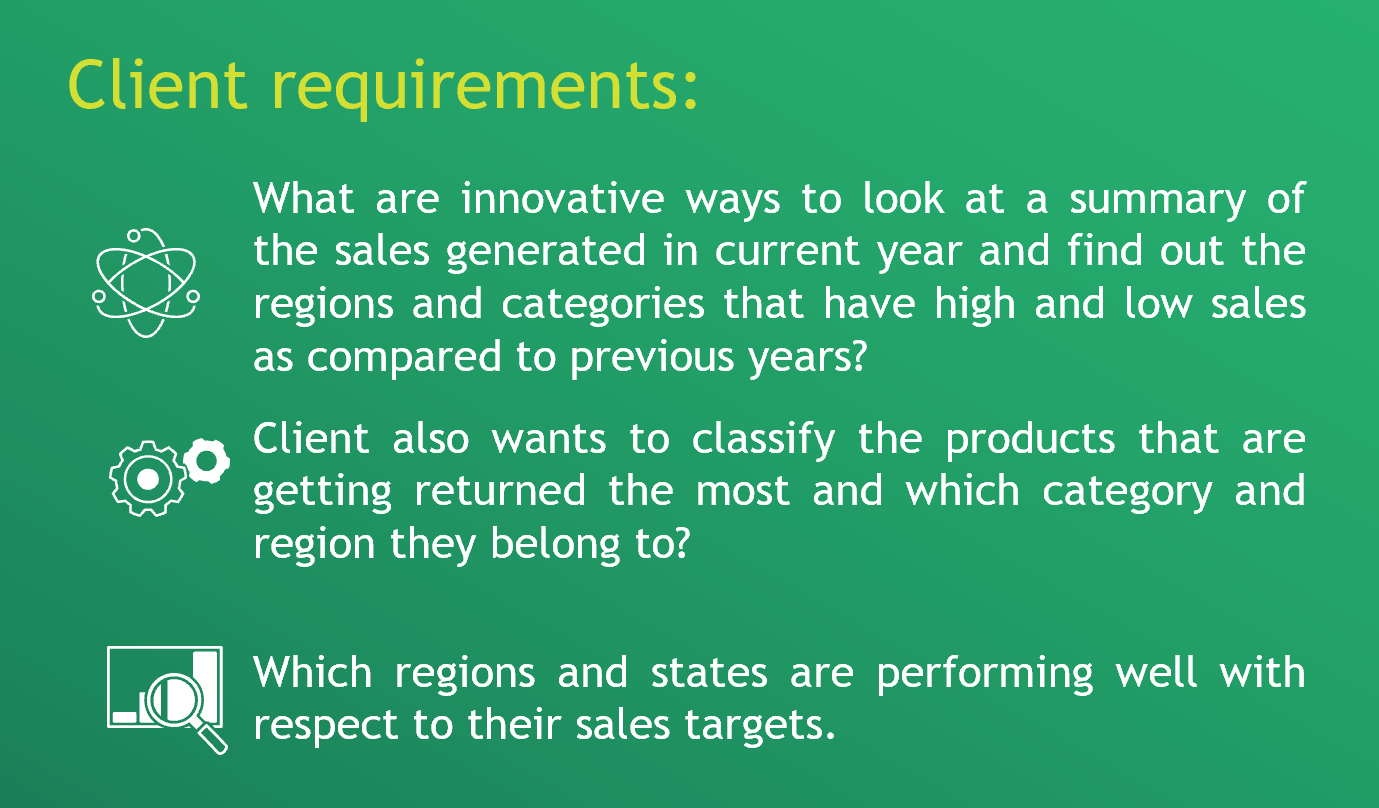 Client requirements:
What are innovative ways to look at a summary of
the sales generated in current year and find out the
regions and categories that have high and low sales
as compared to previous years?
Client also wants to classify the products that are
getting returned the most and which category and
region they belong to?
Which regions and states are performing well with
respect to their sales targets.